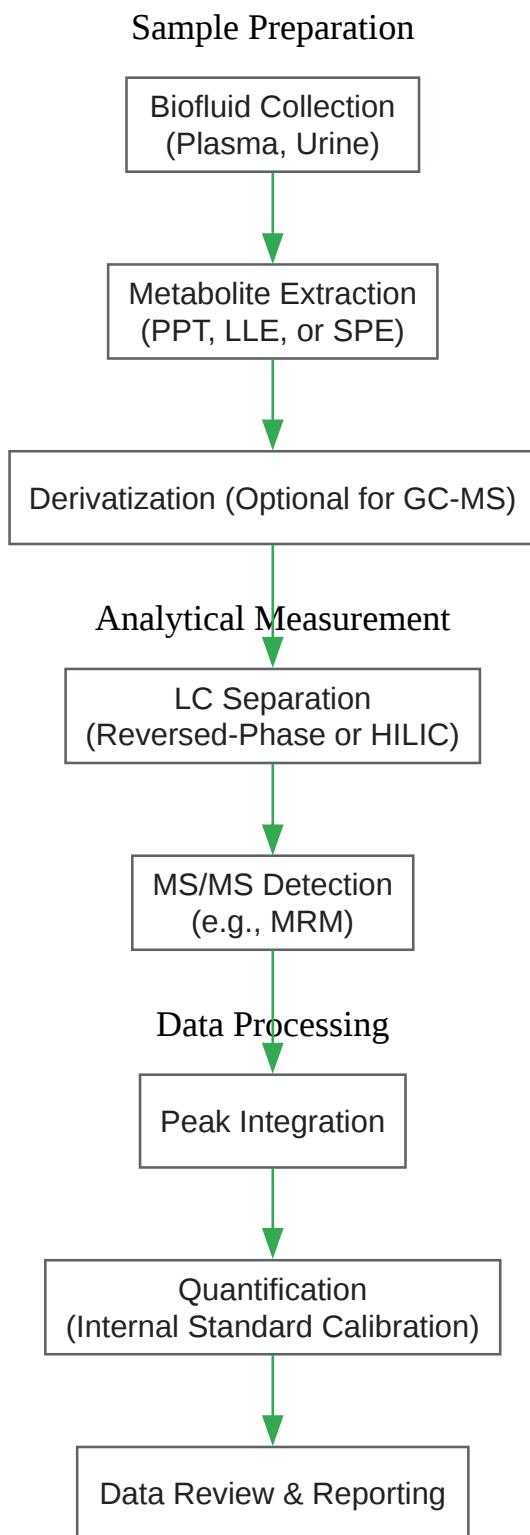 Sample Preparation
Biofluid Collection
(Plasma, Urine)
Metabolite Extraction
(PPT, LLE, or SPE)
Derivatization (Optional for GC-MS)
Analytical Measurement
LC Separation
(Reversed-Phase or HILIC)
MS/MS Detection
(e.g., MRM)
Data Processing
Peak Integration
Quantification
(Internal Standard Calibration)
Data Review & Reporting